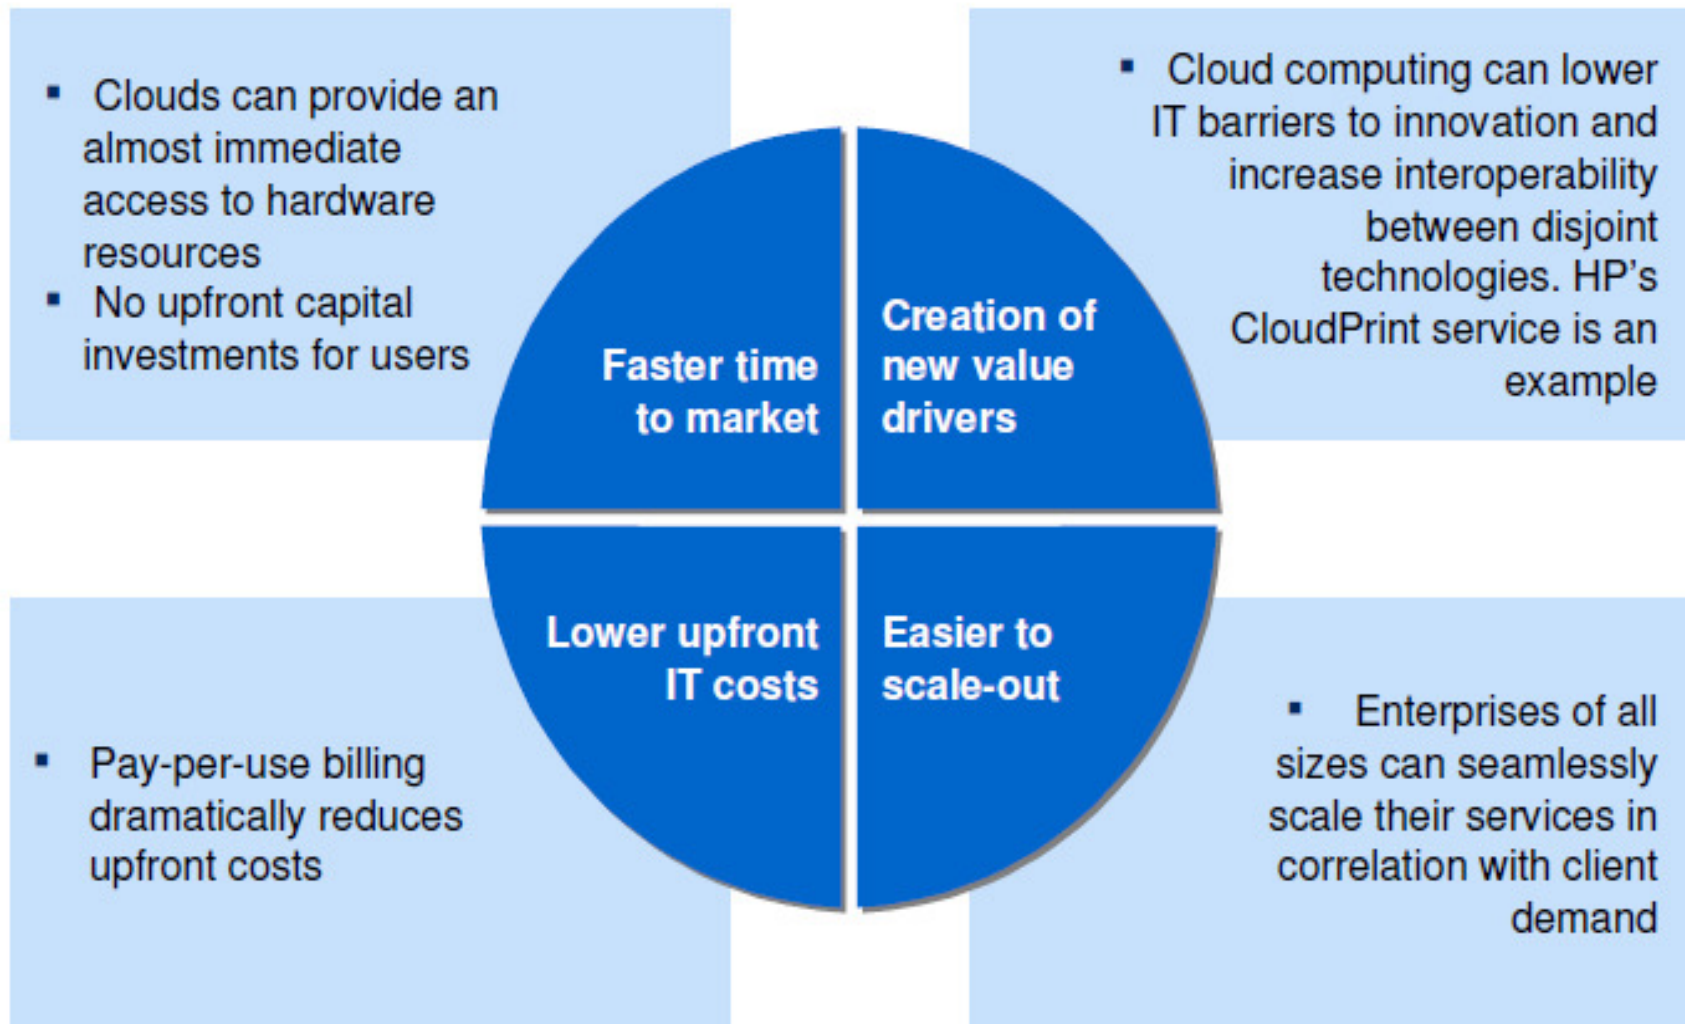 ▪ Clouds can provide an
almost immediate
access to hardware
resources
▪ No upfront capital
investments for users
Faster time
to market
▪ Cloud computing can lower
IT barriers to innovation and
increase interoperability
between disjoint
technologies. HP’s
CloudPrint service is an
example
Creation of
new value
drivers
Lower upfront
IT costs
▪ Pay-per-use billing
dramatically reduces
upfront costs
Easier to
scale-out
▪ Enterprises of all
sizes can seamlessly
scale their services in
correlation with client
demand